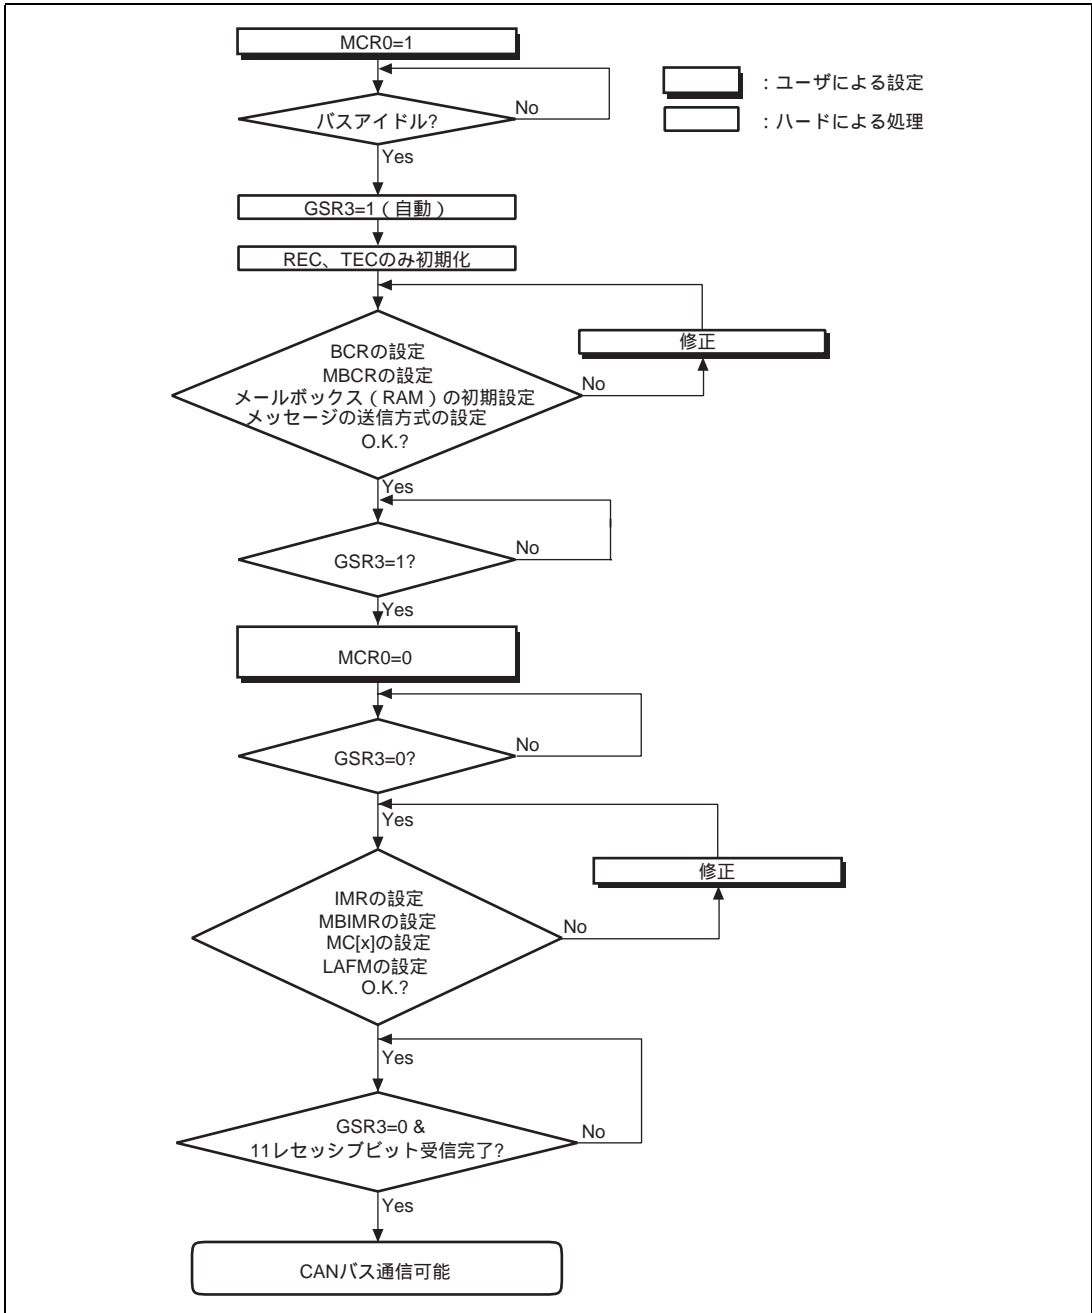 MCR0=1
:ユーザによる設定
:ハードによる処理
バスアイドル?
No
Yes
GSR3=1(自動)
REC、TECのみ初期化
修正
BCRの設定
MBCRの設定
メールボックス(RAM)の初期設定
メッセージの送信方式の設定
O.K.?
No
Yes
GSR3=1?
No
Yes
MCR0=0
GSR3=0?
No
Yes
修正
IMRの設定
MBIMRの設定
MC[x]の設定
LAFMの設定
O.K.?
No
Yes
GSR3=0 &
11レセッシブビット受信完了?
No
Yes
CANバス通信可能